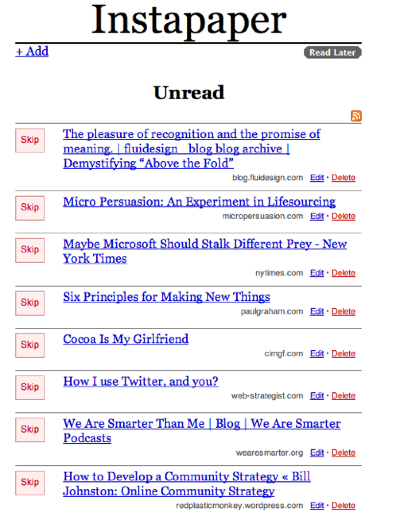 Instapaper
+ Add
Read Later
Unread
Skip
The pleasure of recognition and the promise of
meaning. | fluidesign blog blog archive |
Demystifying “Above the Fold”
blog.fluidesign.com Edit · Delete
Skip
Micro Persuasion: An Experiment in Lifesourcing
micropersuasion.com Edit · Delete
Skip
Maybe Microsoft Should Stalk Different Prey - New
York Times
nytimes.com Edit · Delete
Skip
Six Principles for Making New Things
paulgraham.com Edit · Delete
Skip
Cocoa Is My Girlfriend
cimgf.com Edit · Delete
Skip
How I use Twitter, and you?
web-strategist.com Edit · Delete
Skip
We Are Smarter Than Me | Blog | We Are Smarter
Podcasts
wearesmarter.org Edit · Delete
Skip
How to Develop a Community Strategy « Bill
Johnston: Online Community Strategy
redplasticmonkey.wordpress.com Edit · Delete